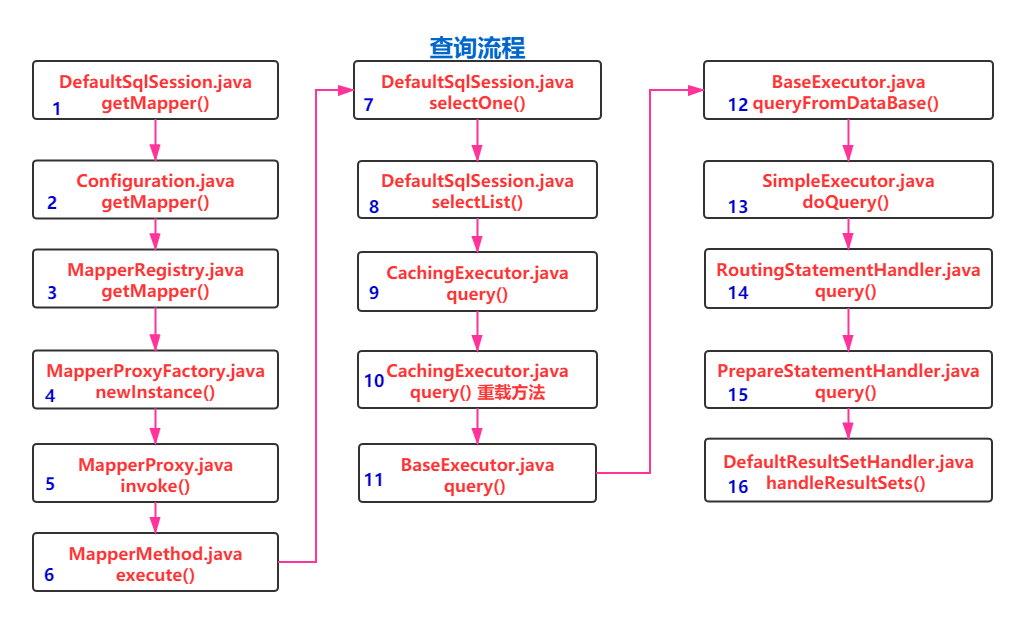 查询流程
DefaultSqlSession.java
1 getMapper()
Configuration.java
2 getMapper()
MapperRegistry.java
3 getMapper()
MapperProxyFactory.java
4 newInstance()
MapperProxy.java
5 invoke()
MapperMethod.java
6 execute()
DefaultSqlSession.java
7 selectOne()
DefaultSqlSession.java
8 selectList()
CachingExecutor.java
9 query()
CachingExecutor.java
10 query() 重载方法
BaseExecutor.java
11 query()
BaseExecutor.java
12 queryFromDataBase()
SimpleExecutor.java
13 doQuery()
RoutingStatementHandler.java
14 query()
PrepareStatementHandler.java
15 query()
DefaultResultSetHandler.java
16 handleResultSets()